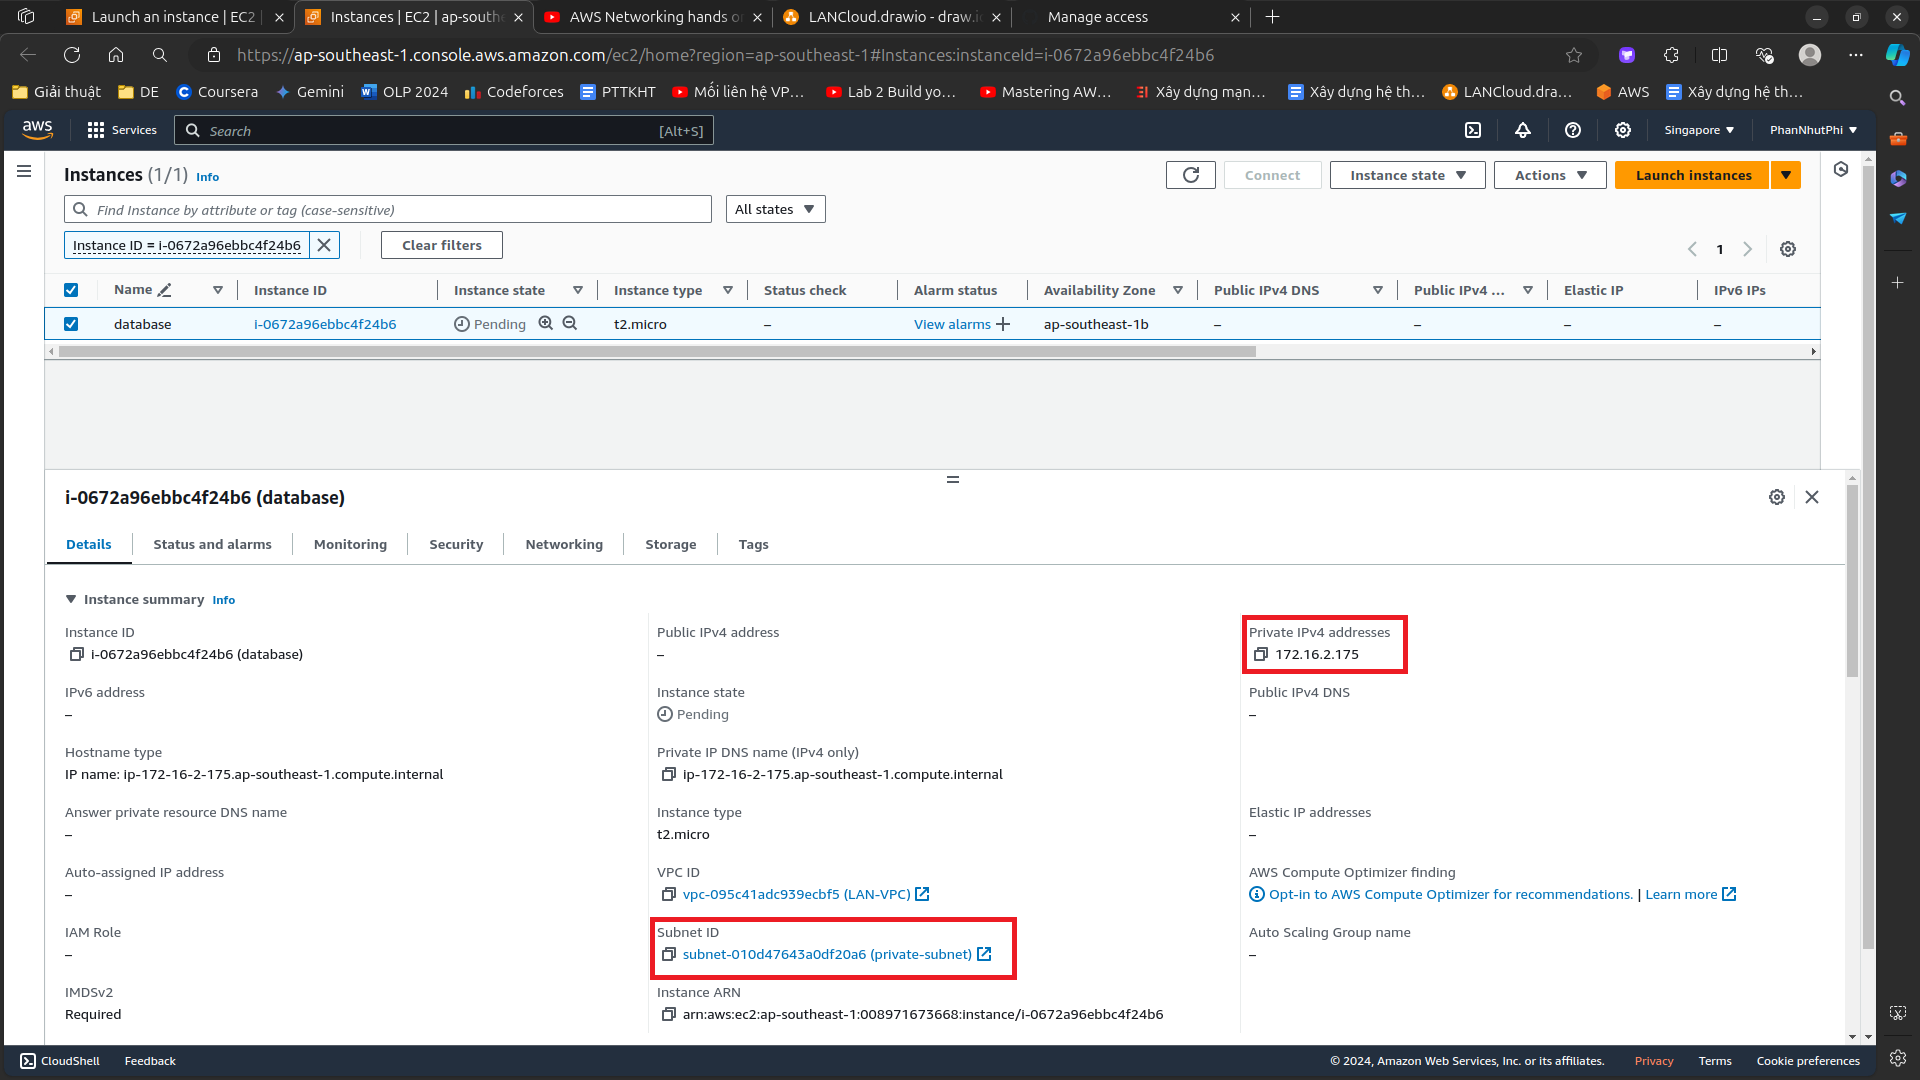 Launch an instance | EC2
Instances | EC2 | ap-south
AWS Networking hands o
LANCloud.drawio - draw.i
Manage access
https://ap-southeast-1.console.aws.amazon.com/ec2/home?region=ap-southeast-1#Instances:instanceId=i-0672a96ebbc4f24b6
Giải thuật
DE
Coursera
Gemini
OLP 2024
Codeforces
PTTKHT
Mối liên hệ VP...
Lab 2 Build yo...
Mastering AW...
Xây dựng mạn...
Xây dựng hệ th...
LANCloud.dra...
AWS
Xây dựng hệ th...
aws
Services
Search
[Alt+S]
Singapore
PhanNhutPhi
Instances (1/1) Info
Connect
Instance state
Actions
Launch instances
Find Instance by attribute or tag (case-sensitive)
All states
Instance ID = i-0672a96ebbc4f24b6
Clear filters
1
Name Instance ID Instance state Instance type Status check Alarm status Availability Zone Public IPv4 DNS Public IPv4 ... Elastic IP IPv6 IPs
database i-0672a96ebbc4f24b6 Pending t2.micro – View alarms ap-southeast-1b – – – –
i-0672a96ebbc4f24b6 (database)
Details
Status and alarms
Monitoring
Security
Networking
Storage
Tags
Instance summary Info
Instance ID
i-0672a96ebbc4f24b6 (database)
Public IPv4 address
–
Private IPv4 addresses
172.16.2.175
IPv6 address
–
Instance state
Pending
Public IPv4 DNS
–
Hostname type
IP name: ip-172-16-2-175.ap-southeast-1.compute.internal
Private IP DNS name (IPv4 only)
ip-172-16-2-175.ap-southeast-1.compute.internal
Answer private resource DNS name
–
Instance type
t2.micro
Elastic IP addresses
–
Auto-assigned IP address
–
VPC ID
vpc-095c41adc939ecbf5 (LAN-VPC)
AWS Compute Optimizer finding
Opt-in to AWS Compute Optimizer for recommendations. | Learn more
IAM Role
–
Subnet ID
subnet-010d47643a0df20a6 (private-subnet)
Auto Scaling Group name
–
IMDSv2
Required
Instance ARN
arn:aws:ec2:ap-southeast-1:008971673668:instance/i-0672a96ebbc4f24b6
CloudShell
Feedback
© 2024, Amazon Web Services, Inc. or its affiliates.
Privacy
Terms
Cookie preferences